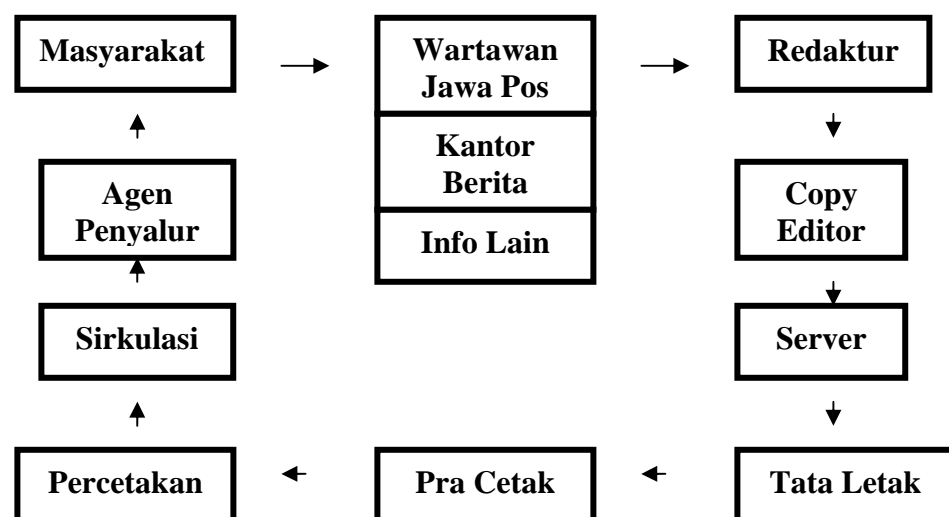 Masyarakat
Wartawan
Jawa Pos
Redaktur
Kantor
Berita
Info Lain
Agen
Penyalur
Copy
Editor
Sirkulasi
Server
Percetakan
Pra Cetak
Tata Letak